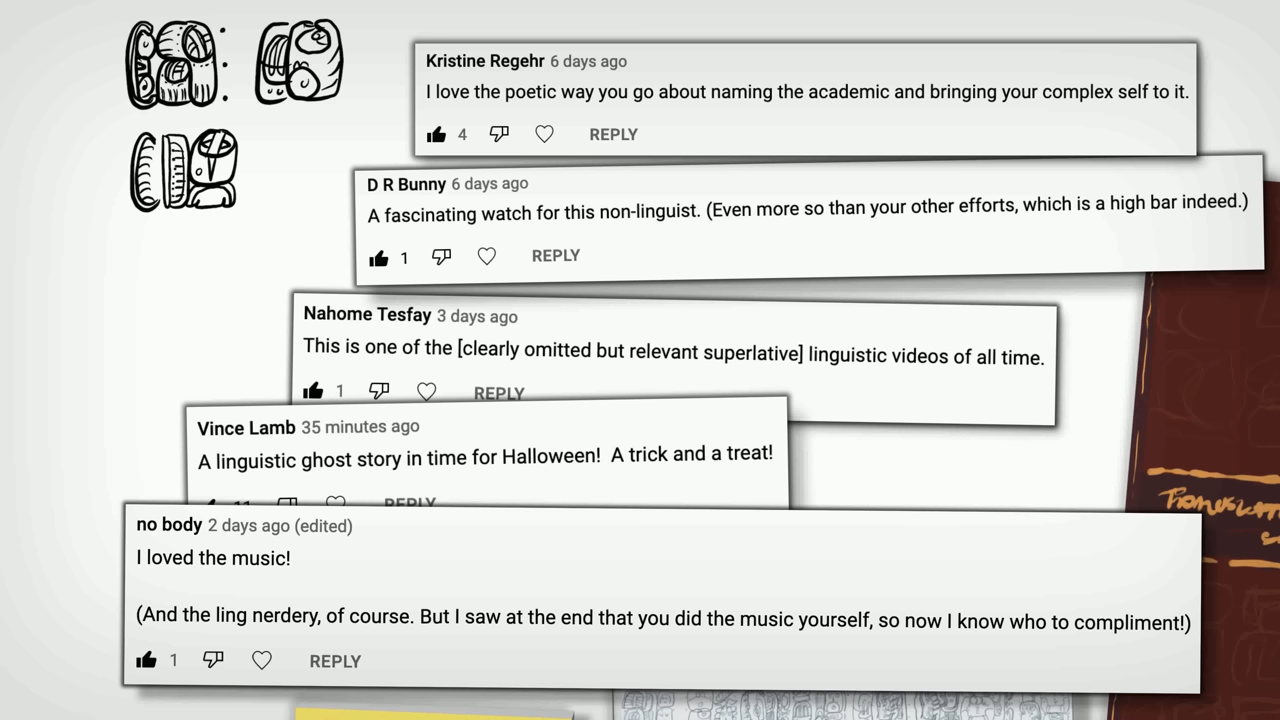 Kristine Regehr 6 days ago
I love the poetic way you go about naming the academic and bringing your complex self to it.
4 REPLY
D R Bunny 6 days ago
A fascinating watch for this non-linguist. (Even more so than your other efforts, which is a high bar indeed.)
1 REPLY
Nahome Tesfay 3 days ago
This is one of the [clearly omitted but relevant superlative] linguistic videos of all time.
1 REPLY
Vince Lamb 35 minutes ago
A linguistic ghost story in time for Halloween! A trick and a treat!
11 REPLY
no body 2 days ago (edited)
I loved the music!
(And the ling nerdery, of course. But I saw at the end that you did the music yourself, so now I know who to compliment!)
1 REPLY